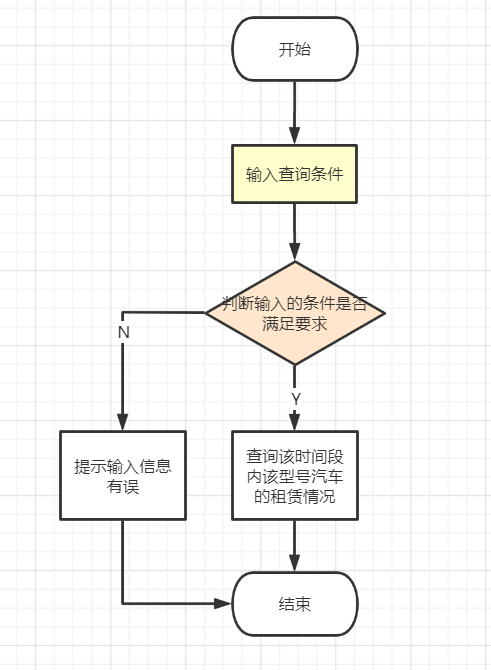 开始
输入查询条件
判断输入的条件是否
满足要求
N
Y
提示输入信息
有误
查询该时间段
内该型号汽车
的租赁情况
结束